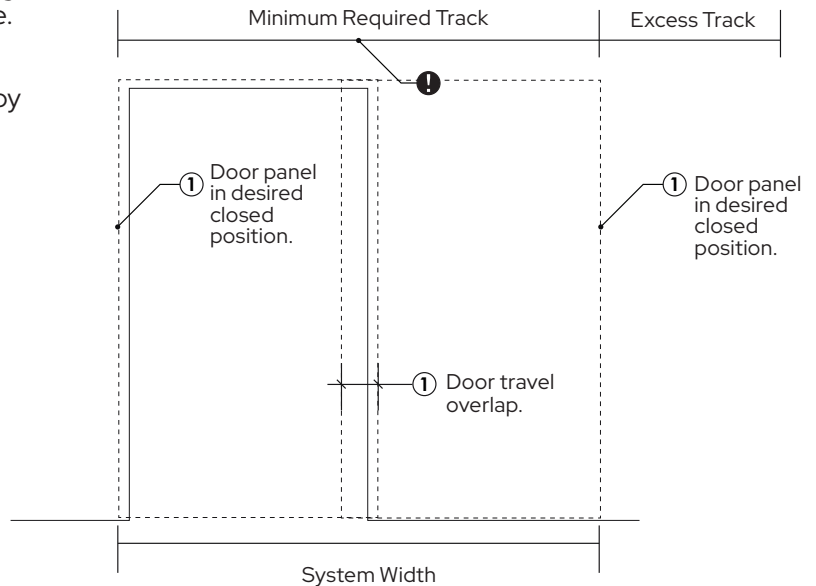 e.
by
Minimum Required Track
Excess Track
!
1 Door panel
in desired
closed
position.
1 Door panel
in desired
closed
position.
1 Door travel
overlap.
System Width